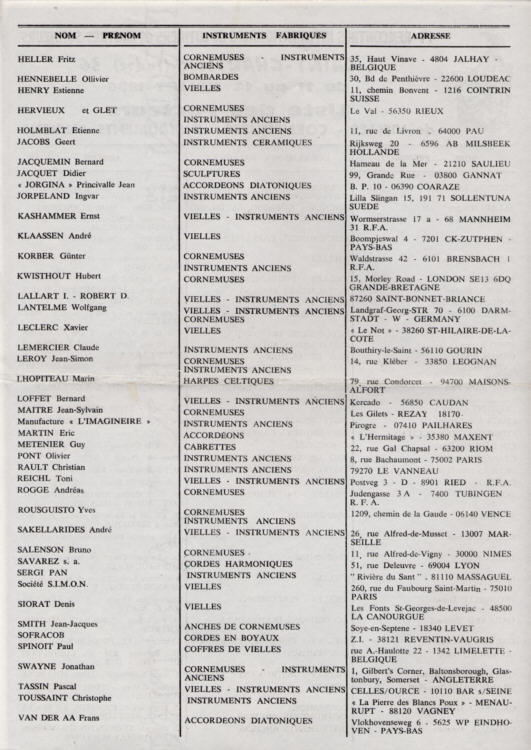 NOM — PRÉNOM INSTRUMENTS FABRIQUES ADRESSE
HELLER Fritz CORNEMUSES - INSTRUMENTS ANCIENS 35, Haut Vinave - 4804 JALHAY - BELGIQUE
HENNEBELLE Ollivier BOMBARDES 30, Bd de Penthièvre - 22600 LOUDEAC
HENRY Estienne VIELLES 11, chemin Bonvent - 1216 COINTRIN SUISSE
HERVIEUX et GLET CORNEMUSES INSTRUMENTS ANCIENS Le Val - 56350 RIEUX
HOLMBLAT Etienne INSTRUMENTS ANCIENS 11, rue de Livron . 64000 PAU
JACOBS Geert INSTRUMENTS CERAMIQUES Rijksweg 20 - 6596 AB MILSBEEK HOLLANDE
JACQUEMIN Bernard CORNEMUSES Hameau de la Mer - 21210 SAULIEU
JACQUET Didier SCULPTURES 99, Grande Rue - 03800 GANNAT
« JORGINA » Princivalle Jean ACCORDEONS DIATONIQUES B. P. 10 - 06390 COARAZE
JORPELAND Ingvar INSTRUMENTS ANCIENS Lilla Slingan 15, 191 71 SOLLENTUNA SUEDE
KASHAMMER Ernst VIELLES - INSTRUMENTS ANCIENS Wormserstrasse 17 a - 68 MANNHEIM 31 R.F.A.
KLAASSEN André VIELLES Boompjeswal 4 - 7201 CK-ZUTPHEN - PAYS-BAS
KORBER Günter CORNEMUSES INSTRUMENTS ANCIENS Waldstrasse 42 - 6101 BRENSBACH 1 R.F.A.
KWISTHOUT Hubert CORNEMUSES 15, Morley Road - LONDON SE13 6DQ GRANDE-BRETAGNE
LALLART I. - ROBERT D. VIELLES - INSTRUMENTS ANCIENS 87260 SAINT-BONNET-BRIANCE
LANTELME Wolfgang VIELLES - INSTRUMENTS ANCIENS CORNEMUSES Landgraf-Georg-STR 70 - 6100 DARMSTADT - W - GERMANY
LECLERC Xavier VIELLES « Le Not » - 38260 ST-HILAIRE-DE-LA-COTE
LEMERCIER Claude INSTRUMENTS ANCIENS Bouthiry-le-Saint - 56110 GOURIN
LEROY Jean-Simon CORNEMUSES INSTRUMENTS ANCIENS 14, rue Kléber - 33850 LEOGNAN
LHOPITEAU Marin HARPES CELTIQUES 79, rue Condorcet - 94700 MAISONS-ALFORT
LOFFET Bernard VIELLES - INSTRUMENTS ANCIENS Kercado - 56850 CAUDAN
MAITRE Jean-Sylvain CORNEMUSES Les Gilets - REZAY 18170
Manufacture « L'IMAGINEIRE » INSTRUMENTS ANCIENS Pirogre - 07410 PAILHARES
MARTIN Eric ACCORDEONS « L'Hermitage » - 35380 MAXENT
METENIER Guy CABRETTES 22, rue Gal Chapsal - 63200 RIOM
PONT Olivier INSTRUMENTS ANCIENS 8, rue Bachaumont - 75002 PARIS
RAULT Christian INSTRUMENTS ANCIENS 79270 LE VANNEAU
REICHL Toni VIELLES - INSTRUMENTS ANCIENS Postveg 3 - D - 8901 RIED - R.F.A.
ROGGE Andréas CORNEMUSES Judengasse 3 A - 7400 TUBINGEN R. F. A.
ROUSGUISTO Yves CORNEMUSES INSTRUMENTS ANCIENS 1209, chemin de la Gaude - 06140 VENCE
SAKELLARIDES André VIELLES - INSTRUMENTS ANCIENS 26, rue Alfred-de-Musset - 13007 MARSEILLE
SALENSON Bruno CORNEMUSES 11, rue Alfred-de-Vigny - 30000 NIMES
SAVAREZ s. a. CORDES HARMONIQUES 51, rue Deleuvre - 69004 LYON
SERGI PAN INSTRUMENTS ANCIENS " Rivière du Sant " . 81110 MASSAGUEL
Société S.I.M.O.N. VIELLES 260, rue du Faubourg Saint-Martin - 75010 PARIS
SIORAT Denis VIELLES Les Fonts St-Georges-de-Levejac - 48500 LA CANOURGUE
SMITH Jean-Jacques ANCHES DE CORNEMUSES Soye-en-Septene - 18340 LEVET
SOFRACOB CORDES EN BOYAUX Z.I. - 38121 REVENTIN-VAUGRIS
SPINOIT Paul COFFRES DE VIELLES rue A.-Haulotte 22 - 1342 LIMELETTE - BELGIQUE
SWAYNE Jonathan CORNEMUSES - INSTRUMENTS ANCIENS 1, Gilbert's Corner, Baltonsborough, Glastonbury, Somerset - ANGLETERRE
TASSIN Pascal VIELLES - INSTRUMENTS ANCIENS CELLES/OURCE - 10110 BAR s/SEINE
TOUSSAINT Christophe INSTRUMENTS ANCIENS « La Pierre des Blancs Poux » - MENAURUPT - 88120 VAGNEY
VAN DER AA Frans ACCORDEONS DIATONIQUES Vlokhovenseweg 6 - 5625 WP EINDHOVEN - PAYS-BAS